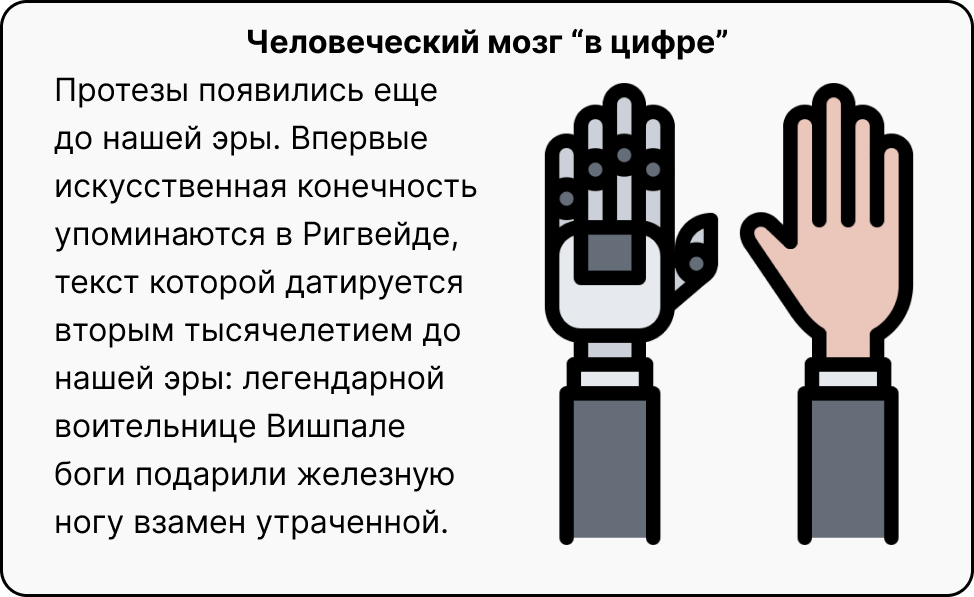 Человеческий мозг “в цифре”
Протезы появились еще
до нашей эры. Впервые
искусственная конечность
упоминаются в Ригвейде,
текст которой датируется
вторым тысячелетием до
нашей эры: легендарной
воительнице Вишпале
боги подарили железную
ногу взамен утраченной.